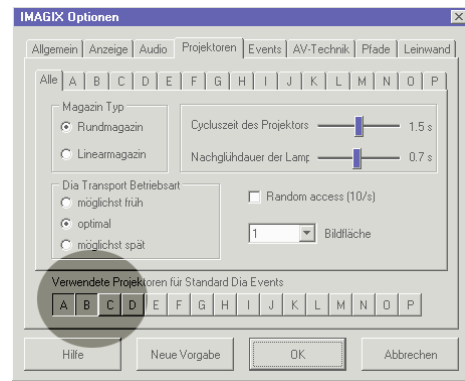 IMAGIX Optionen
Allgemein Anzeige Audio Projektoren Events AV-Technik Pfade Leinwand
Alle A B C D E F G H I J K L M N O P
Magazin Typ
Rundmagazin
Linearmagazin
Cycluszeit des Projektors 1.5 s
Nachglühdauer der Lamp 0.7 s
Dia Transport Betriebsart
möglichst früh
optimal
möglichst spät
Random access (10/s)
1 Bildfläche
Verwendete Projektoren für Standard Dia Events
A B C D E F G H I J K L M N O P
Hilfe Neue Vorgabe OK Abbrechen